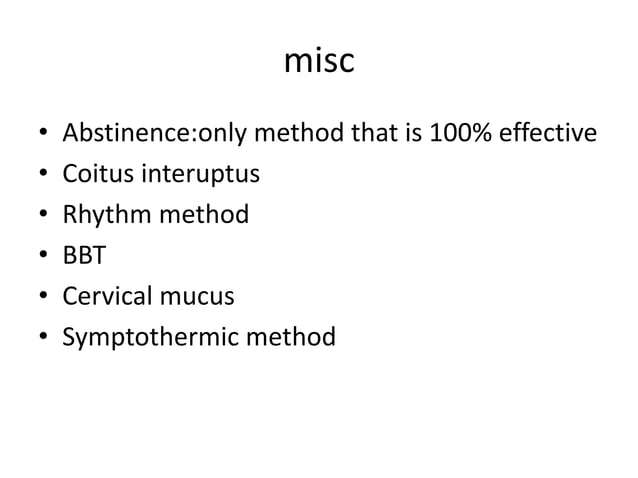 misc
• Abstinence:only method that is 100% effective
• Coitus interuptus
• Rhythm method
• BBT
• Cervical mucus
• Symptothermic method